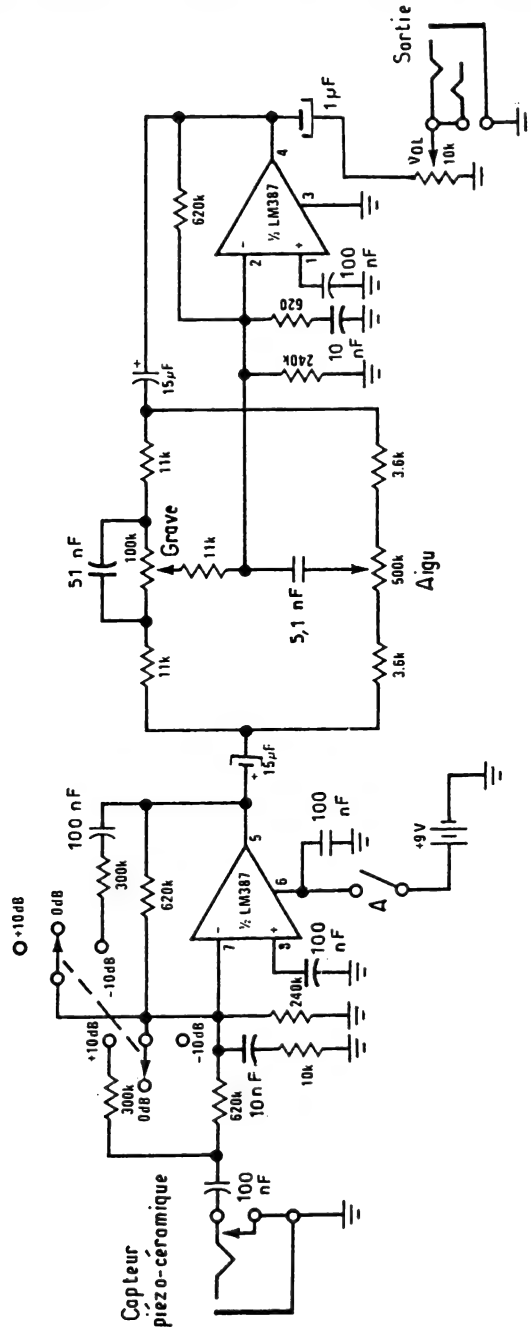 Capteur
piézo-céramique
100
nF
+10dB
0dB
-10dB
+10dB
0dB
-10dB
300k
300k
100 nF
620k
620k
10nF
10k
240k
7
-
8
+
½ LM387
5
6
100
nF
100
nF
A
+9V
+
15µF
11k
51 nF
100k
Grave
11k
11k
5,1 nF
3.6k
500k
Aigu
3.6k
+
15µF
620k
240k
620
10
nF
100
nF
2
-
1
+
½ LM387
3
4
1µF
VOL
10k
Sortie